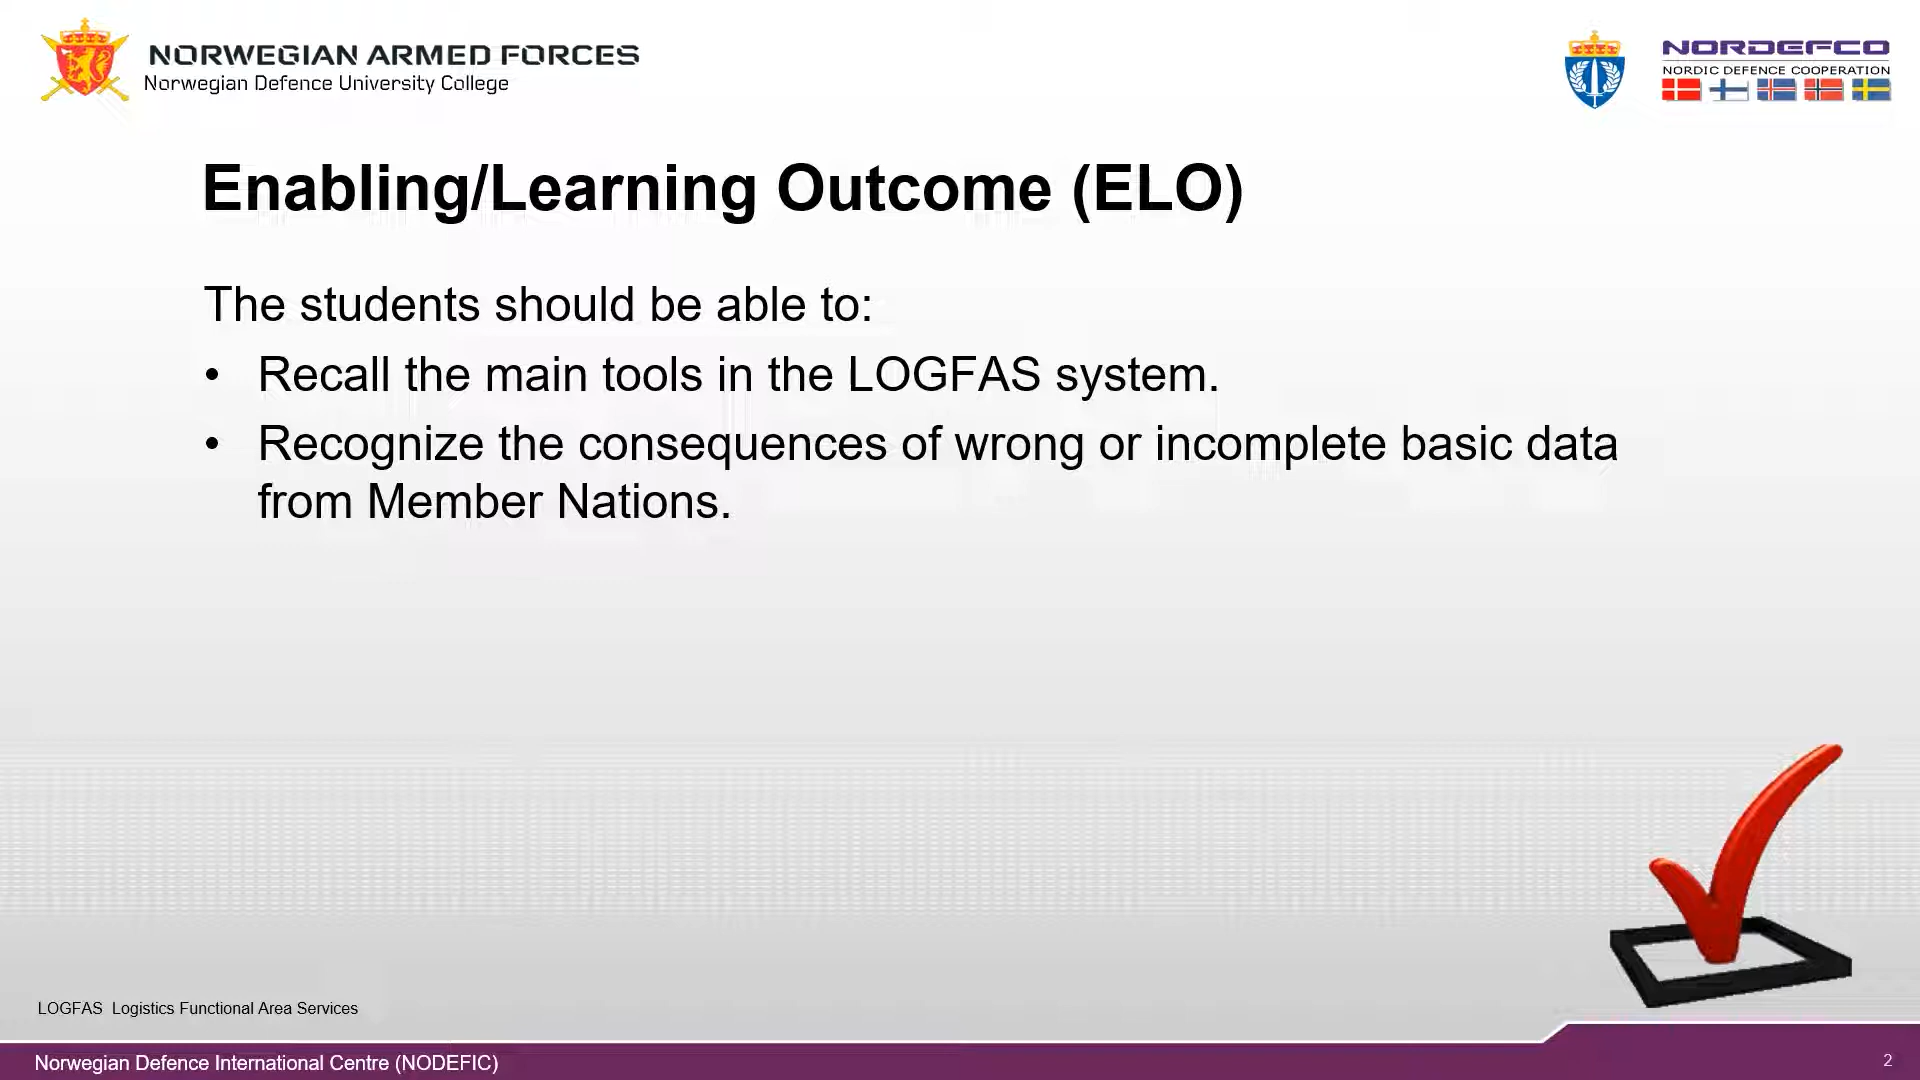 NORWEGIAN ARMED FORCES
Norwegian Defence University College
NORDEFCO
NORDIC DEFENCE COOPERATION
Enabling/Learning Outcome (ELO)
The students should be able to:
• Recall the main tools in the LOGFAS system.
• Recognize the consequences of wrong or incomplete basic data
from Member Nations.
LOGFAS Logistics Functional Area Services
Norwegian Defence International Centre (NODEFIC)
2